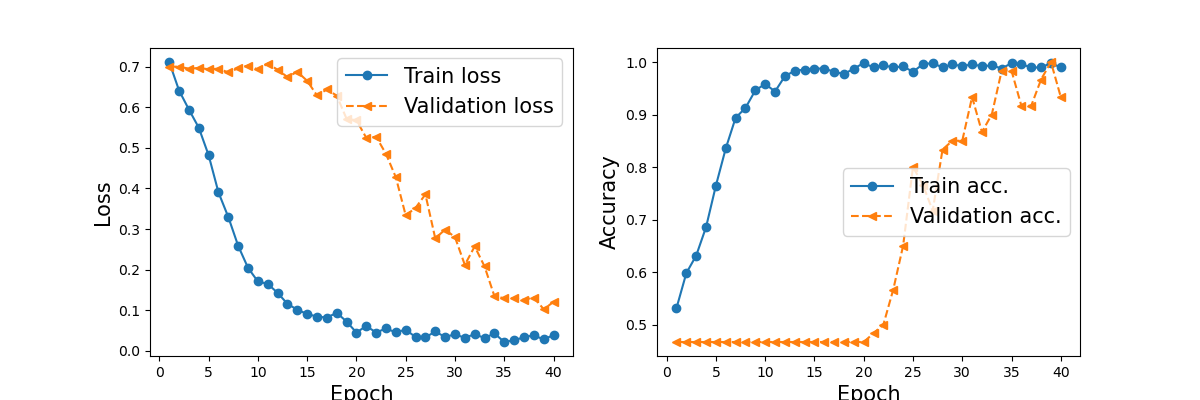 0.7
0.6
0.5
0.4
0.3
0.2
0.1
0.0
Loss
0 5 10 15 20 25 30 35 40
Epoch
Train loss
Validation loss
1.0
0.9
0.8
0.7
0.6
0.5
Accuracy
0 5 10 15 20 25 30 35 40
Epoch
Train acc.
Validation acc.